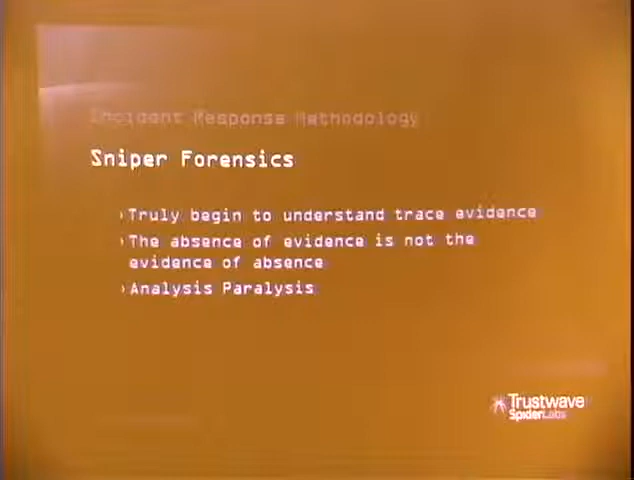 Incident Response Methodology
Sniper Forensics
›Truly begin to understand trace evidence
›The absence of evidence is not the
evidence of absence
›Analysis Paralysis
Trustwave
SpiderLabs